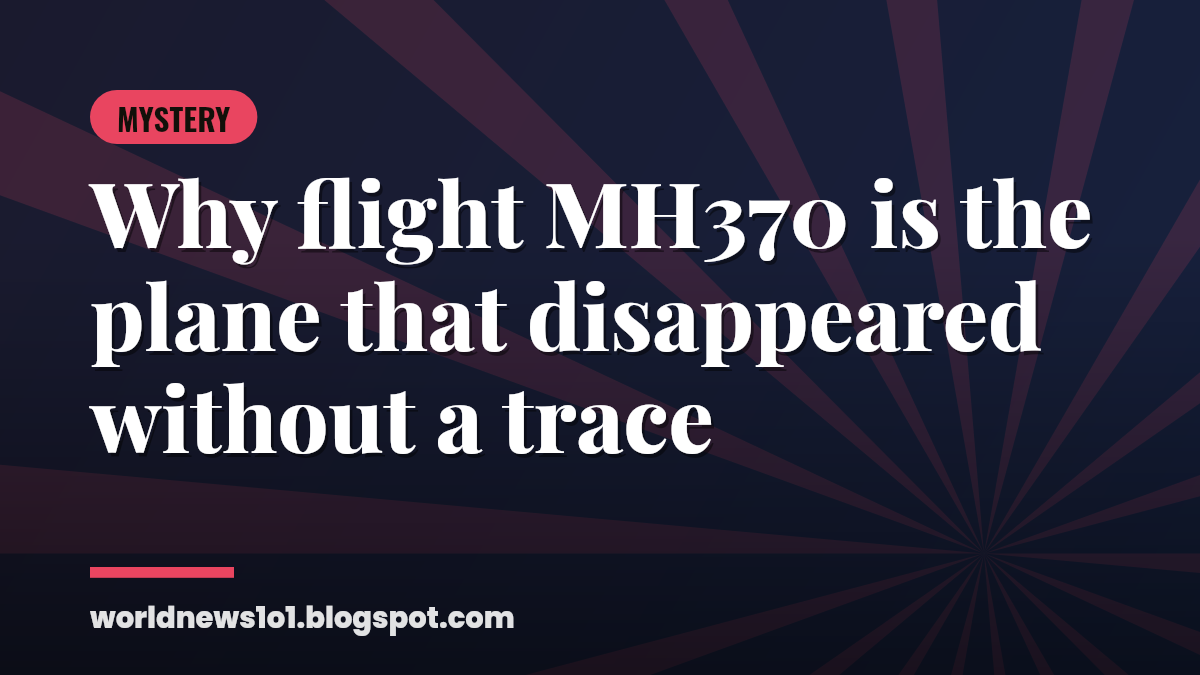 MYSTERY
Why flight MH370 is the
plane that disappeared
without a trace
worldnews101.blogspot.com